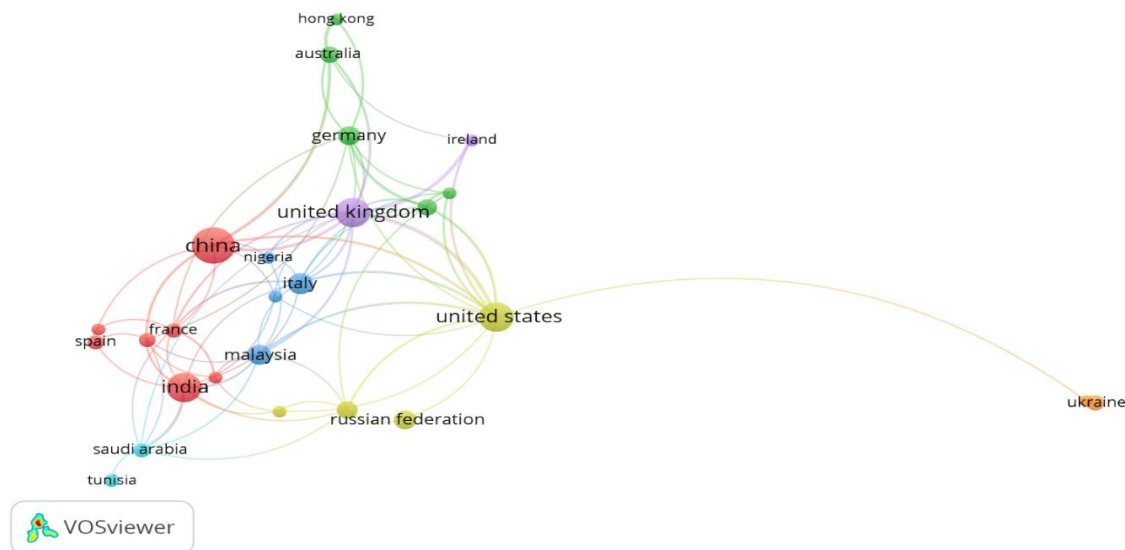 hong kong
australia
germany
ireland
united kingdom
china
nigeria
italy
united states
france
spain
malaysia
india
ukraine
russian federation
saudi arabia
tunisia
VOSviewer